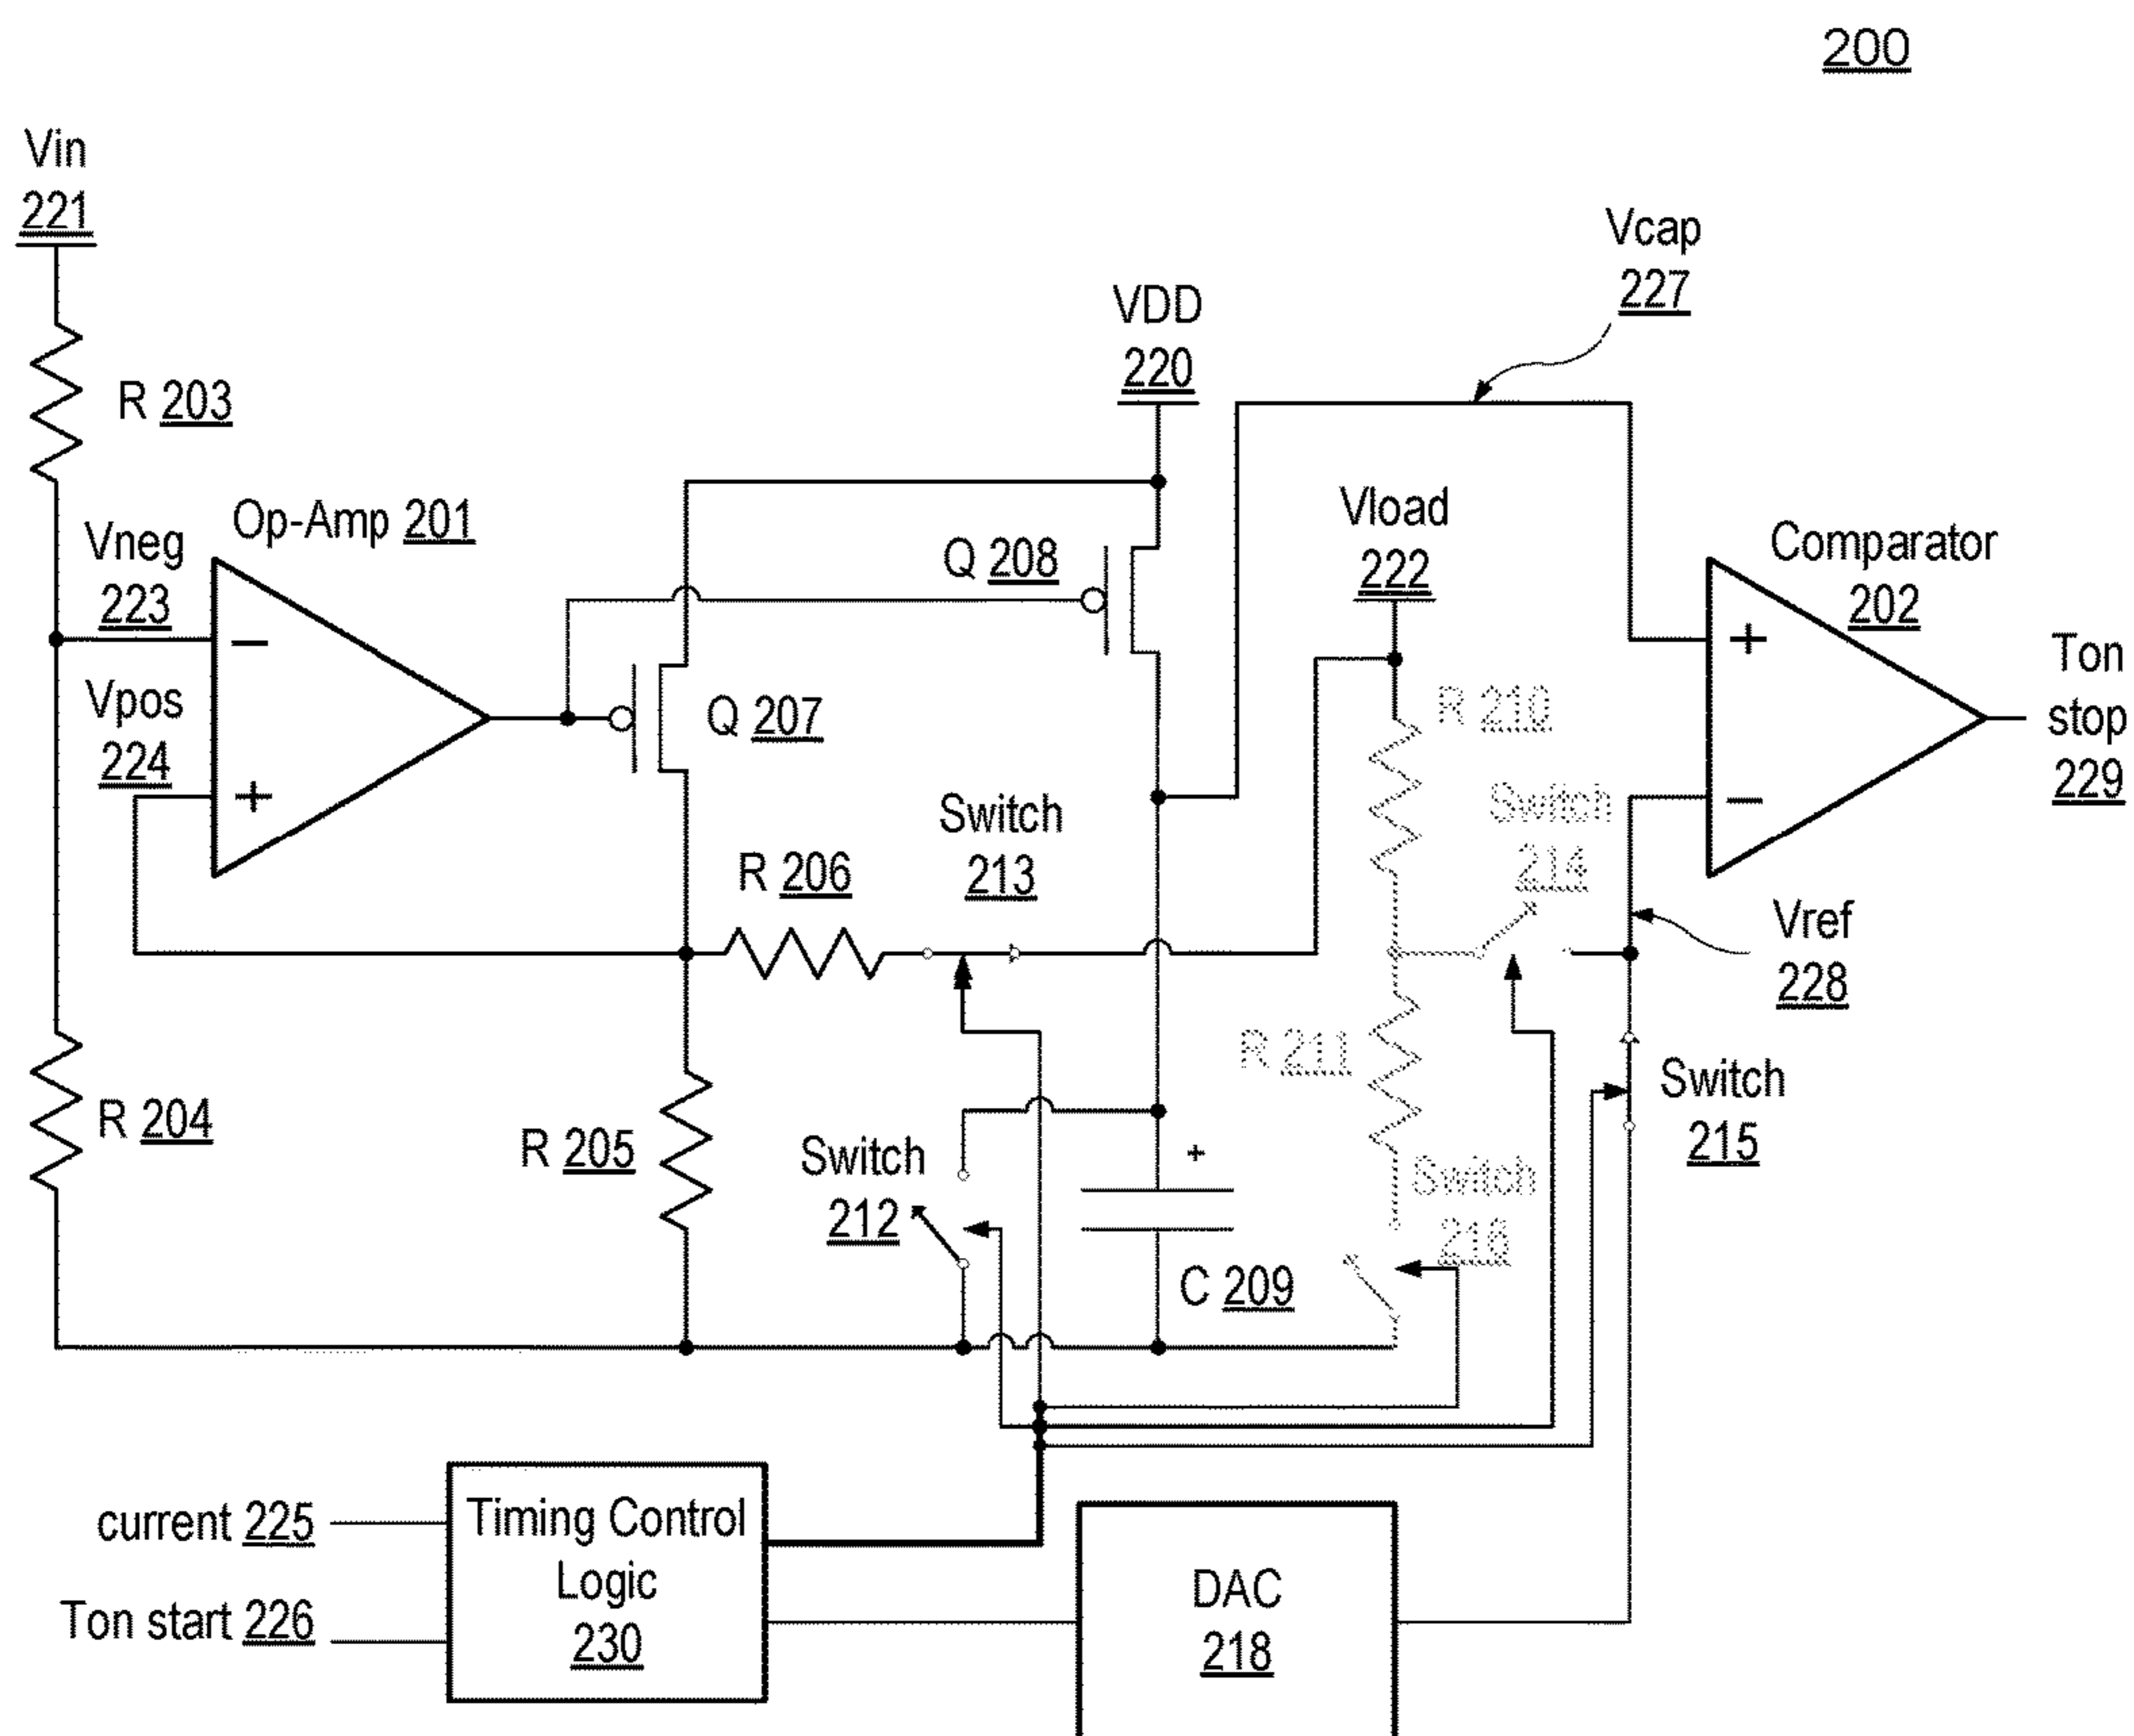 200
Vin
221
R 203
Vneg
223
Op-Amp 201
−
Vpos
224
+
Q 207
VDD
220
Q 208
Vcap
227
Vload
222
Comparator
202
+
−
Ton
stop
229
R 210
Switch
214
Switch
213
R 206
Vref
228
R 211
Switch
215
R 204
R 205
Switch
212
+
C 209
Switch
216
current 225
Ton start 226
Timing Control
Logic
230
DAC
218